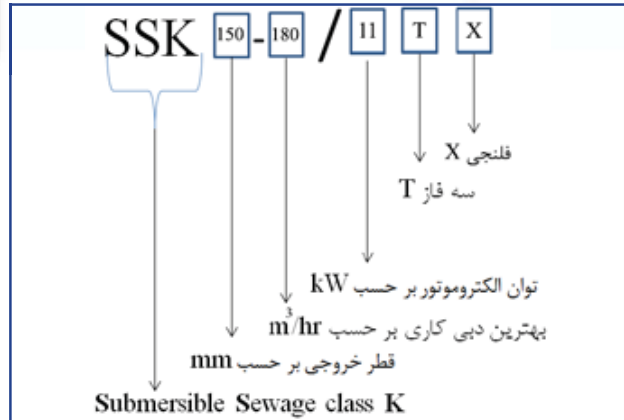 SSK 150 - 180 / 11 T X
فلنجی X
سه فاز T
توان الکتروموتور بر حسب kW
بهترین دبی کاری بر حسب m³/hr
قطر خروجی بر حسب mm
Submersible Sewage class K